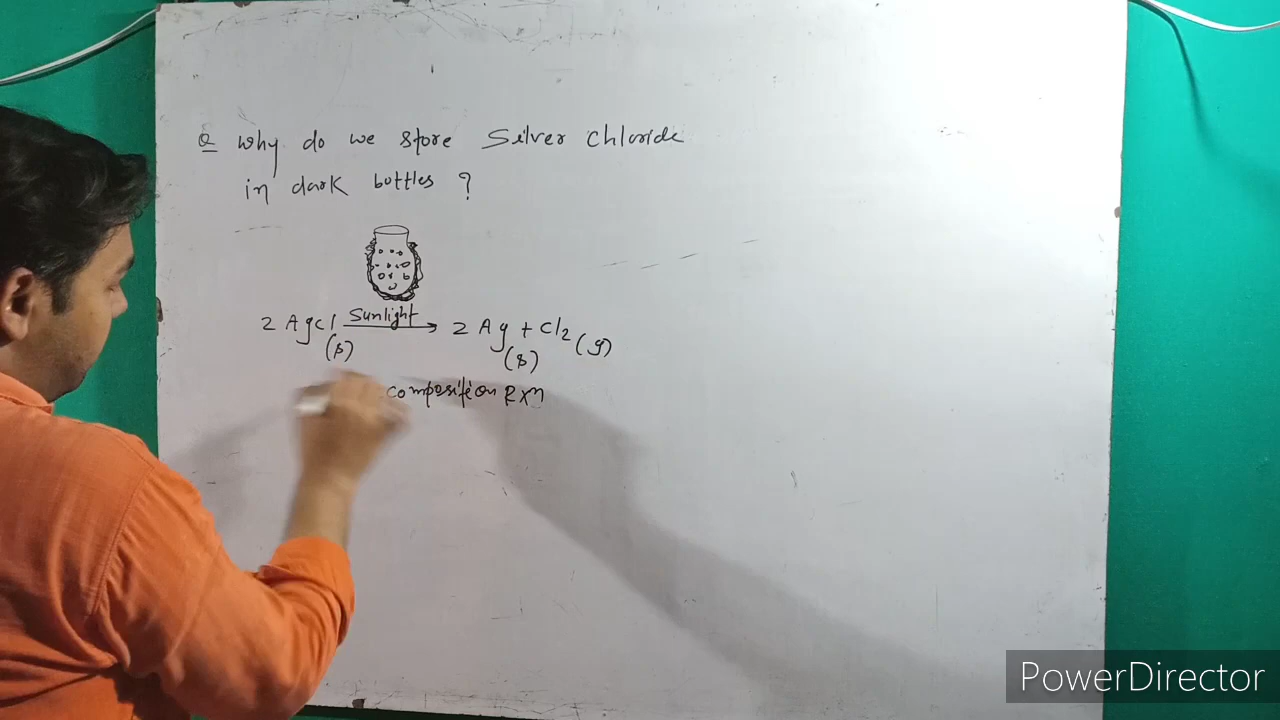 Q Why do we store Silver Chloride
in dark bottles ?
2 AgCl Sunlight 2 Ag + Cl2 (g)
(s) (s)
composition Rxn
PowerDirector